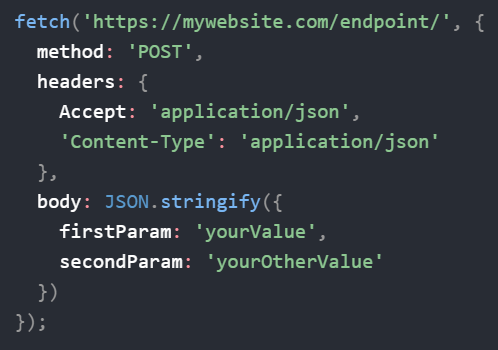 fetch('https://mywebsite.com/endpoint/', {
  method: 'POST',
  headers: {
    Accept: 'application/json',
    'Content-Type': 'application/json'
  },
  body: JSON.stringify({
    firstParam: 'yourValue',
    secondParam: 'yourOtherValue'
  })
});